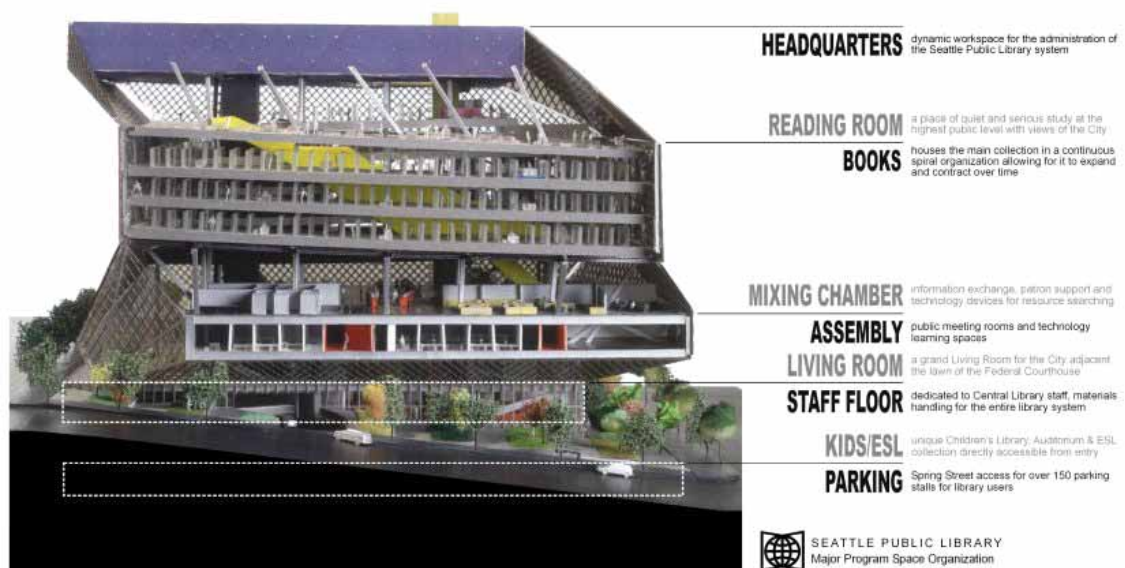 HEADQUARTERS
dynamic workspace for the administration of
the Seattle Public Library system
READING ROOM
a place of quiet and serious study at the
highest public level with views of the City
BOOKS
houses the main collection in a continuous
spiral organization allowing for it to expand
and contract over time
MIXING CHAMBER
information exchange, patron support and
technology devices for resource searching
ASSEMBLY
public meeting rooms and technology
learning spaces
LIVING ROOM
a grand Living Room for the City adjacent
the lawn of the Federal Courthouse
STAFF FLOOR
dedicated to Central Library staff, materials
handling for the entire library system
KIDS/ESL
unique Children's Library, Auditorium & ESL
collection directly accessible from entry
PARKING
Spring Street access for over 150 parking
stalls for library users
SEATTLE PUBLIC LIBRARY
Major Program Space Organization